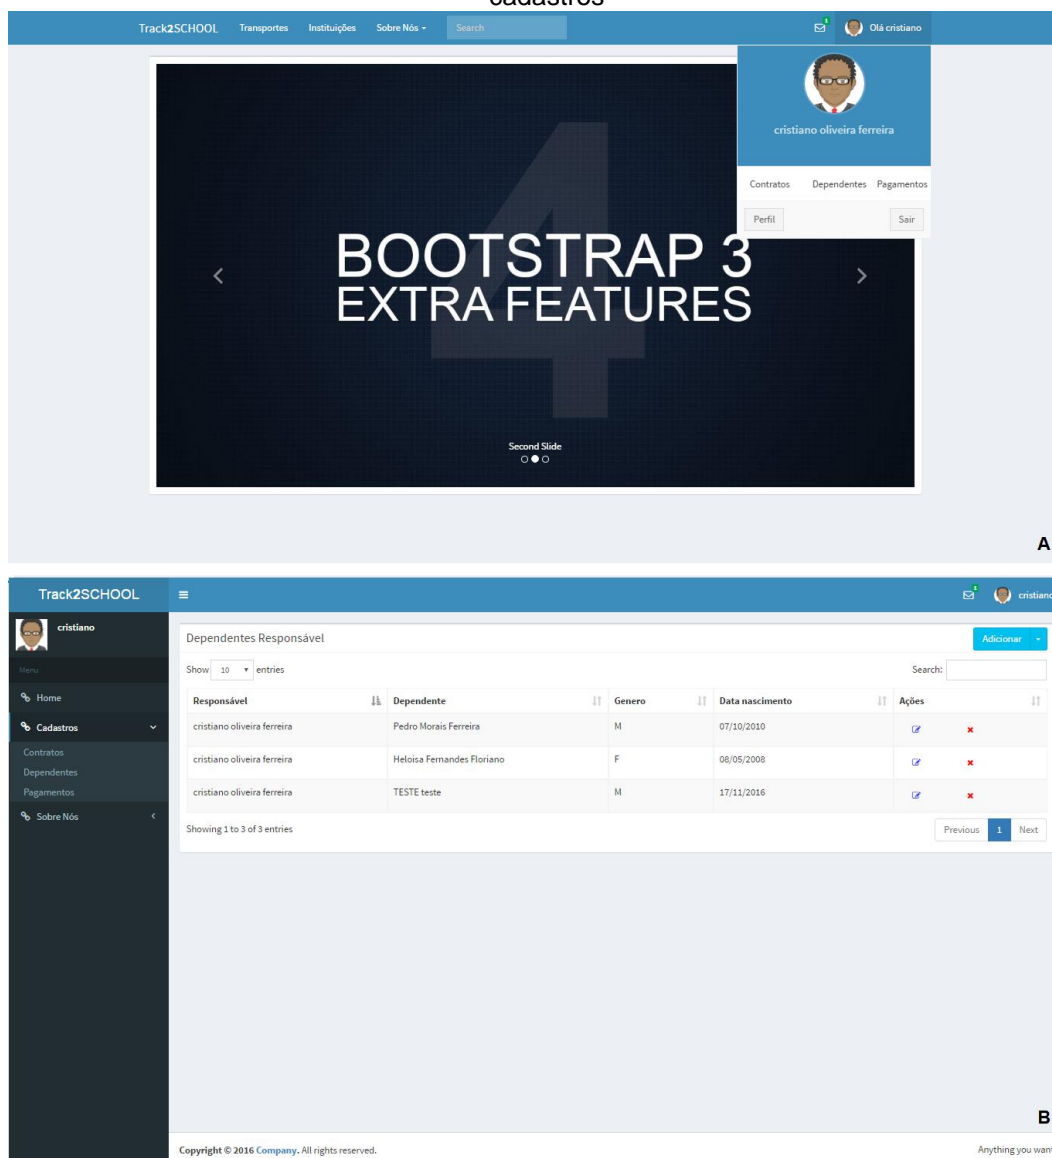 cadastros
Track2SCHOOL Transportes Instituições Sobre Nós Search 1 Olá cristiano
cristiano oliveira ferreira
Contratos Dependentes Pagamentos
Perfil Sair
4
BOOTSTRAP 3
EXTRA FEATURES
Second Slide
A
Track2SCHOOL 1 cristiano
cristiano
Dependentes Responsável Adicionar
Menu
Show 10 entries Search:
Home
Responsável Dependente Genero Data nascimento Ações
Cadastros
cristiano oliveira ferreira Pedro Morais Ferreira M 07/10/2010
Contratos
cristiano oliveira ferreira Heloisa Fernandes Floriano F 08/05/2008
Dependentes
Pagamentos
cristiano oliveira ferreira TESTE teste M 17/11/2016
Sobre Nós
Showing 1 to 3 of 3 entries Previous 1 Next
B
Copyright © 2016 Company. All rights reserved. Anything you want